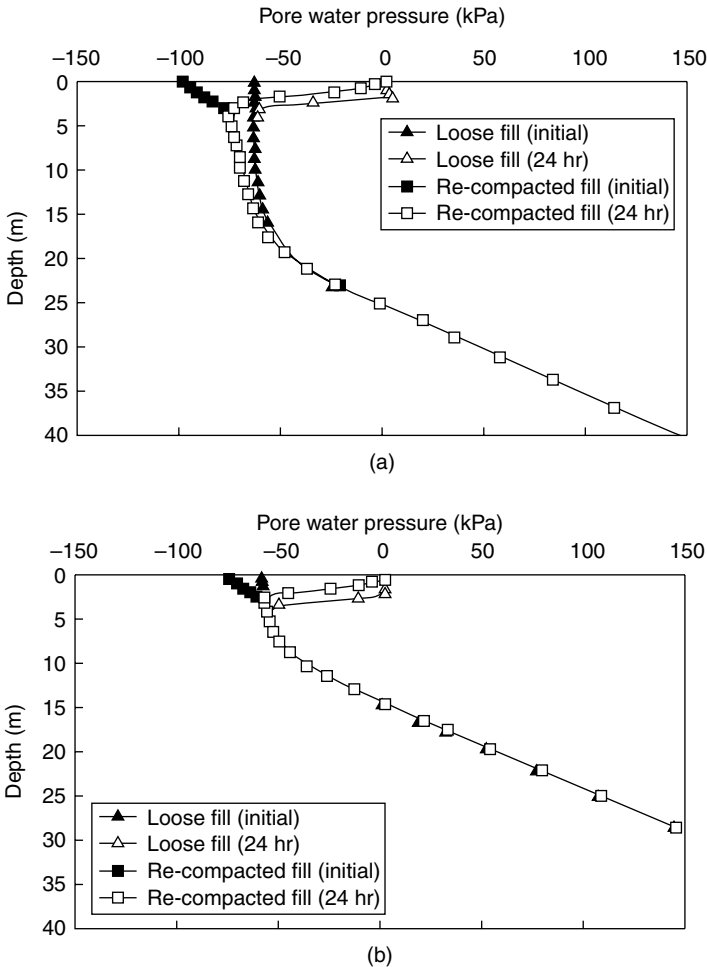 Pore water pressure (kPa)
−150 −100 −50 0 50 100 150
0
5
10
15
20
25
30
35
40
Depth (m)
Loose fill (initial)
Loose fill (24 hr)
Re-compacted fill (initial)
Re-compacted fill (24 hr)
(a)
Pore water pressure (kPa)
−150 −100 −50 0 50 100 150
0
5
10
15
20
25
30
35
40
Depth (m)
Loose fill (initial)
Loose fill (24 hr)
Re-compacted fill (initial)
Re-compacted fill (24 hr)
(b)